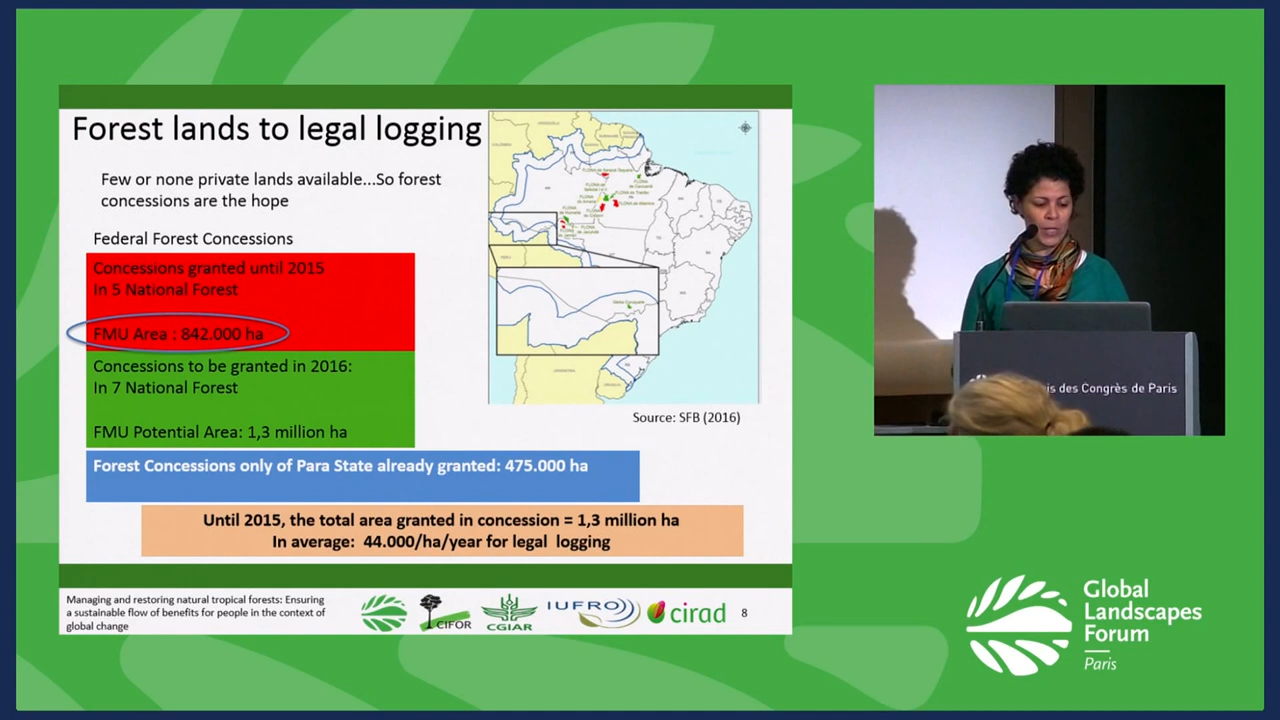 Forest lands to legal logging
Few or none private lands available...So forest
concessions are the hope
Federal Forest Concessions
Concessions granted until 2015
In 5 National Forest
FMU Area : 842.000 ha
Concessions to be granted in 2016:
In 7 National Forest
FMU Potential Area: 1,3 million ha
Source: SFB (2016)
Forest Concessions only of Para State already granted: 475.000 ha
Until 2015, the total area granted in concession = 1,3 million ha
In average: 44.000/ha/year for legal logging
Managing and restoring natural tropical forests: Ensuring
a sustainable flow of benefits for people in the context of
global change
CIFOR
CGIAR
IUFRO
cirad
8
is des Congrès de Paris
Global
Landscapes
Forum
Paris